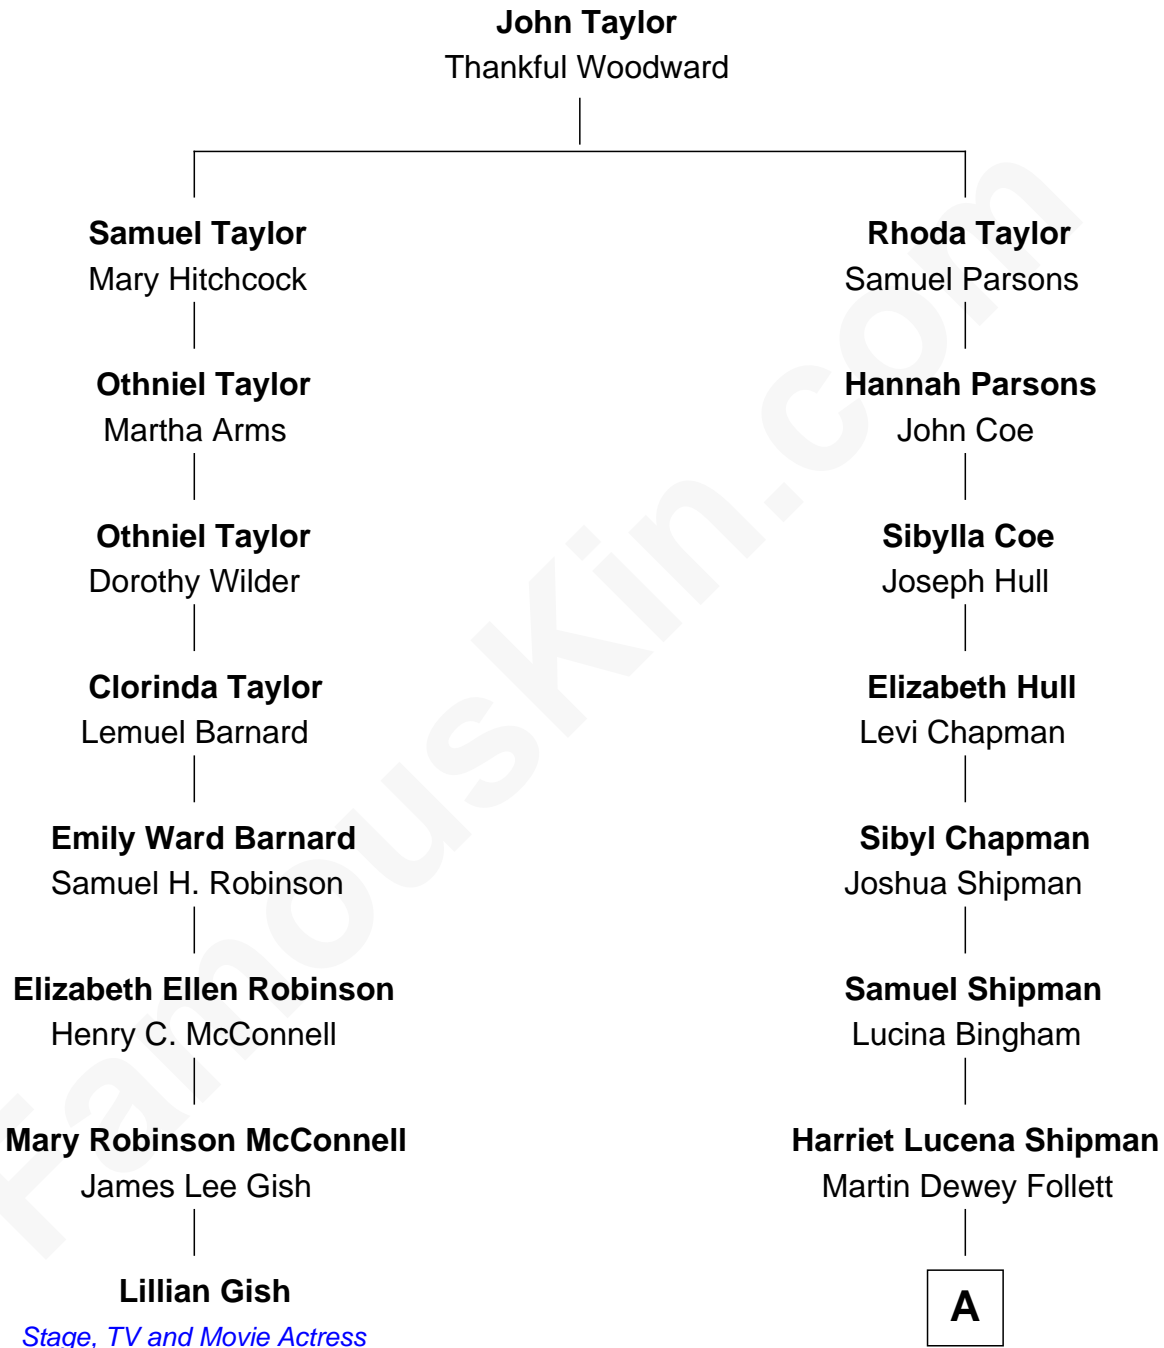 John Taylor
Thankful Woodward
Samuel Taylor
Mary Hitchcock
Rhoda Taylor
Samuel Parsons
Othniel Taylor
Martha Arms
Hannah Parsons
John Coe
Othniel Taylor
Dorothy Wilder
Sibylla Coe
Joseph Hull
Clorinda Taylor
Lemuel Barnard
Elizabeth Hull
Levi Chapman
Emily Ward Barnard
Samuel H. Robinson
Sibyl Chapman
Joshua Shipman
Elizabeth Ellen Robinson
Henry C. McConnell
Samuel Shipman
Lucina Bingham
Mary Robinson McConnell
James Lee Gish
Harriet Lucena Shipman
Martin Dewey Follett
Lillian Gish
Stage, TV and Movie Actress
A
FamousKin.com